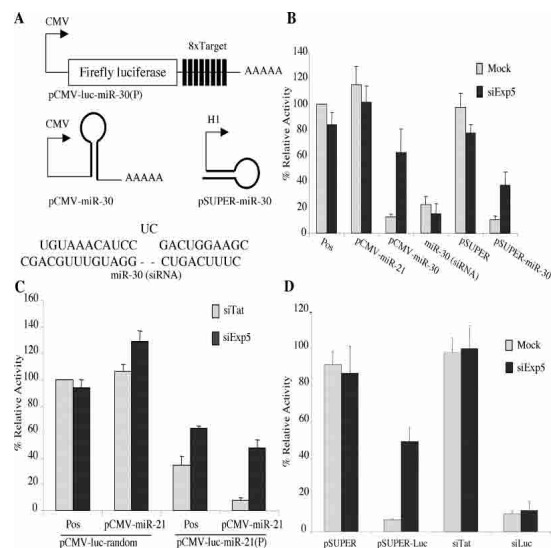 A
CMV
8xTarget
Firefly luciferase
AAAAA
pCMV-luc-miR-30(P)
CMV
H1
AAAAA
pCMV-miR-30
pSUPER-miR-30
UC
UGUAAACAUCC GACUGGAAGC
CGACGUUUGUAGG - - CUGACUUUC
miR-30 (siRNA)
B
% Relative Activity
140
120
100
80
60
40
20
0
Mock
siExp5
Pos
pCMV-miR-21
pCMV-miR-30
miR-30 (siRNA)
pSUPER
pSUPER-miR-30
C
% Relative Activity
160
140
120
100
80
60
40
20
0
siTat
siExp5
Pos pCMV-miR-21 Pos pCMV-miR-21
pCMV-luc-random pCMV-luc-miR-21(P)
D
% Relative Activity
120
100
80
60
40
20
0
Mock
siExp5
pSUPER pSUPER-Luc siTat siLuc